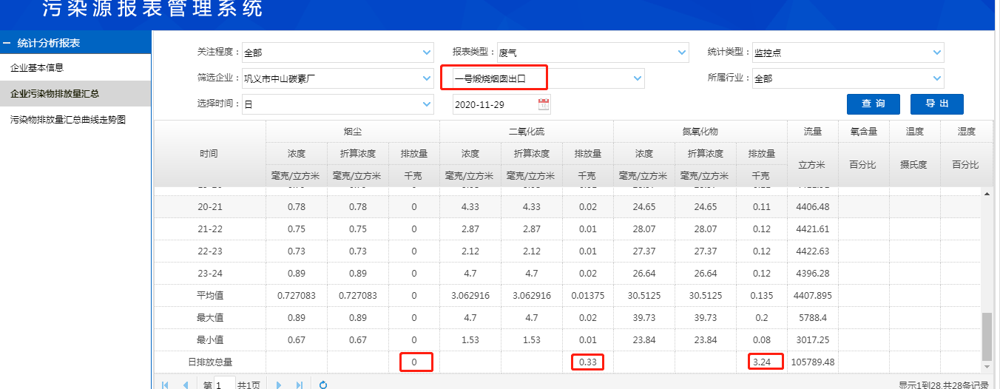 污染源报表管理系统
统计分析报表
企业基本信息
企业污染物排放量汇总
污染物排放量汇总曲线走势图
关注程度： 全部 报表类型： 废气 统计类型： 监控点
筛选企业： 巩义市中山碳素厂 一号煅烧烟囱出口 所属行业： 全部
选择时间： 日 2020-11-29 查 询 导 出
时间 烟尘 二氧化硫 氮氧化物 流量 氧含量 温度 湿度
浓度 折算浓度 排放量 浓度 折算浓度 排放量 浓度 折算浓度 排放量 立方米 百分比 摄氏度 百分比
毫克/立方米 毫克/立方米 千克 毫克/立方米 毫克/立方米 千克 毫克/立方米 毫克/立方米 千克
20-21 0.78 0.78 0 4.33 4.33 0.02 24.65 24.65 0.11 4406.48
21-22 0.75 0.75 0 2.87 2.87 0.01 28.07 28.07 0.12 4421.61
22-23 0.73 0.73 0 2.12 2.12 0.01 27.37 27.37 0.12 4422.63
23-24 0.89 0.89 0 4.7 4.7 0.02 26.64 26.64 0.12 4396.28
平均值 0.727083 0.727083 0 3.062916 3.062916 0.01375 30.5125 30.5125 0.135 4407.895
最大值 0.89 0.89 0 4.7 4.7 0.02 39.73 39.73 0.2 5788.4
最小值 0.67 0.67 0 1.53 1.53 0.01 23.84 23.84 0.08 3017.25
日排放总量 0 0.33 3.24 105789.48
第 1 共1页 显示1到28,共28条记录